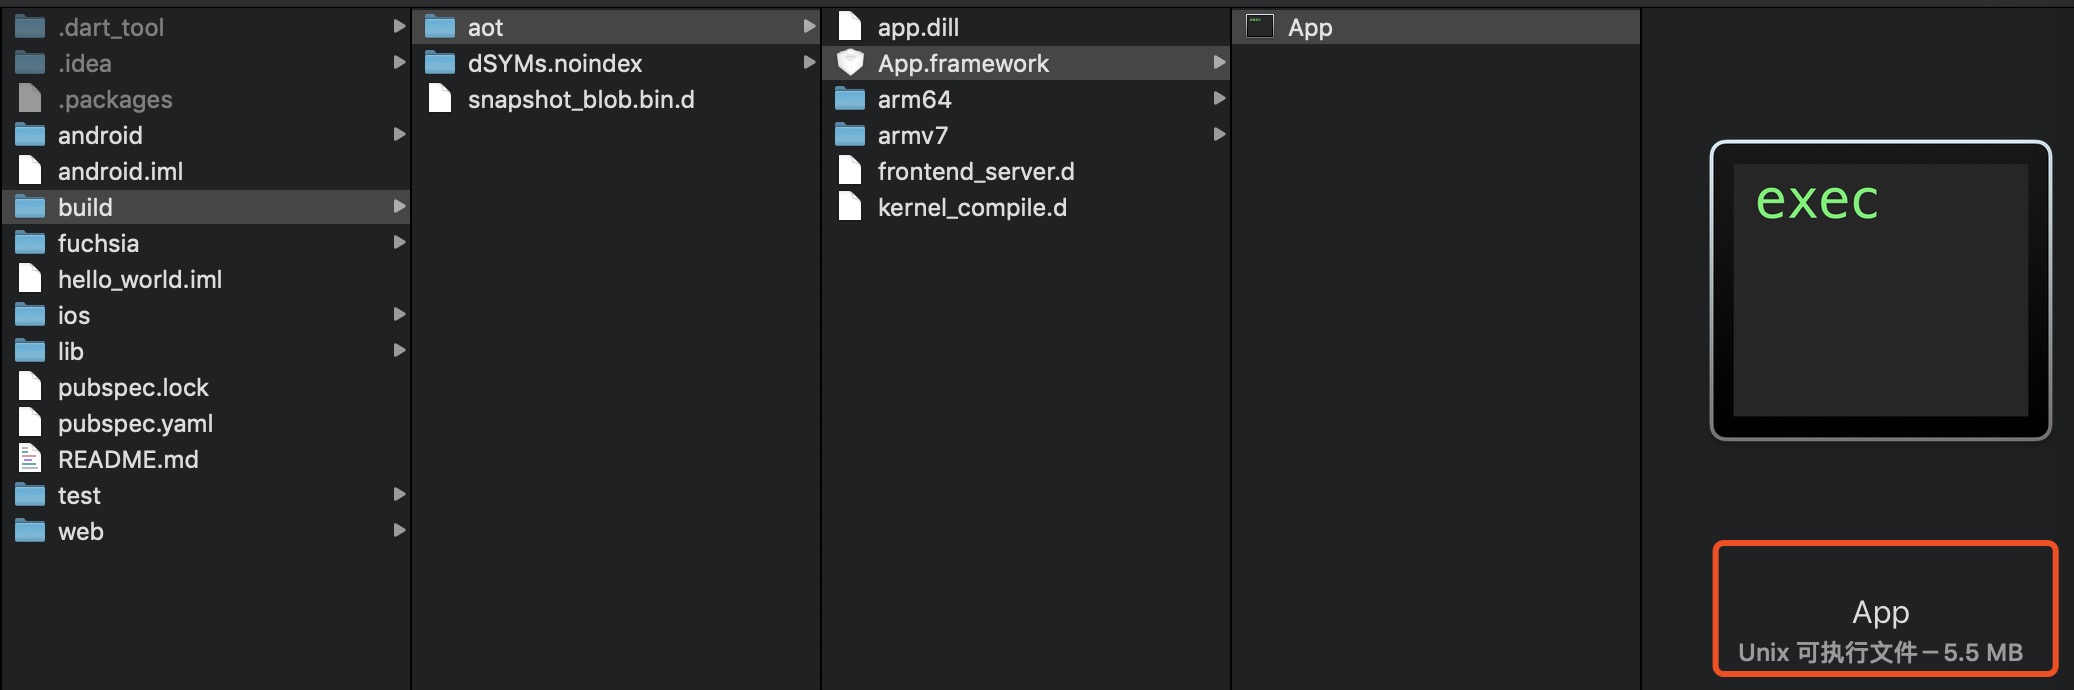 .dart_tool
.idea
.packages
android
android.iml
build
fuchsia
hello_world.iml
ios
lib
pubspec.lock
pubspec.yaml
README.md
test
web
aot
dSYMs.noindex
snapshot_blob.bin.d
app.dill
App.framework
arm64
armv7
frontend_server.d
kernel_compile.d
App
exec
App
Unix 可执行文件 – 5.5 MB